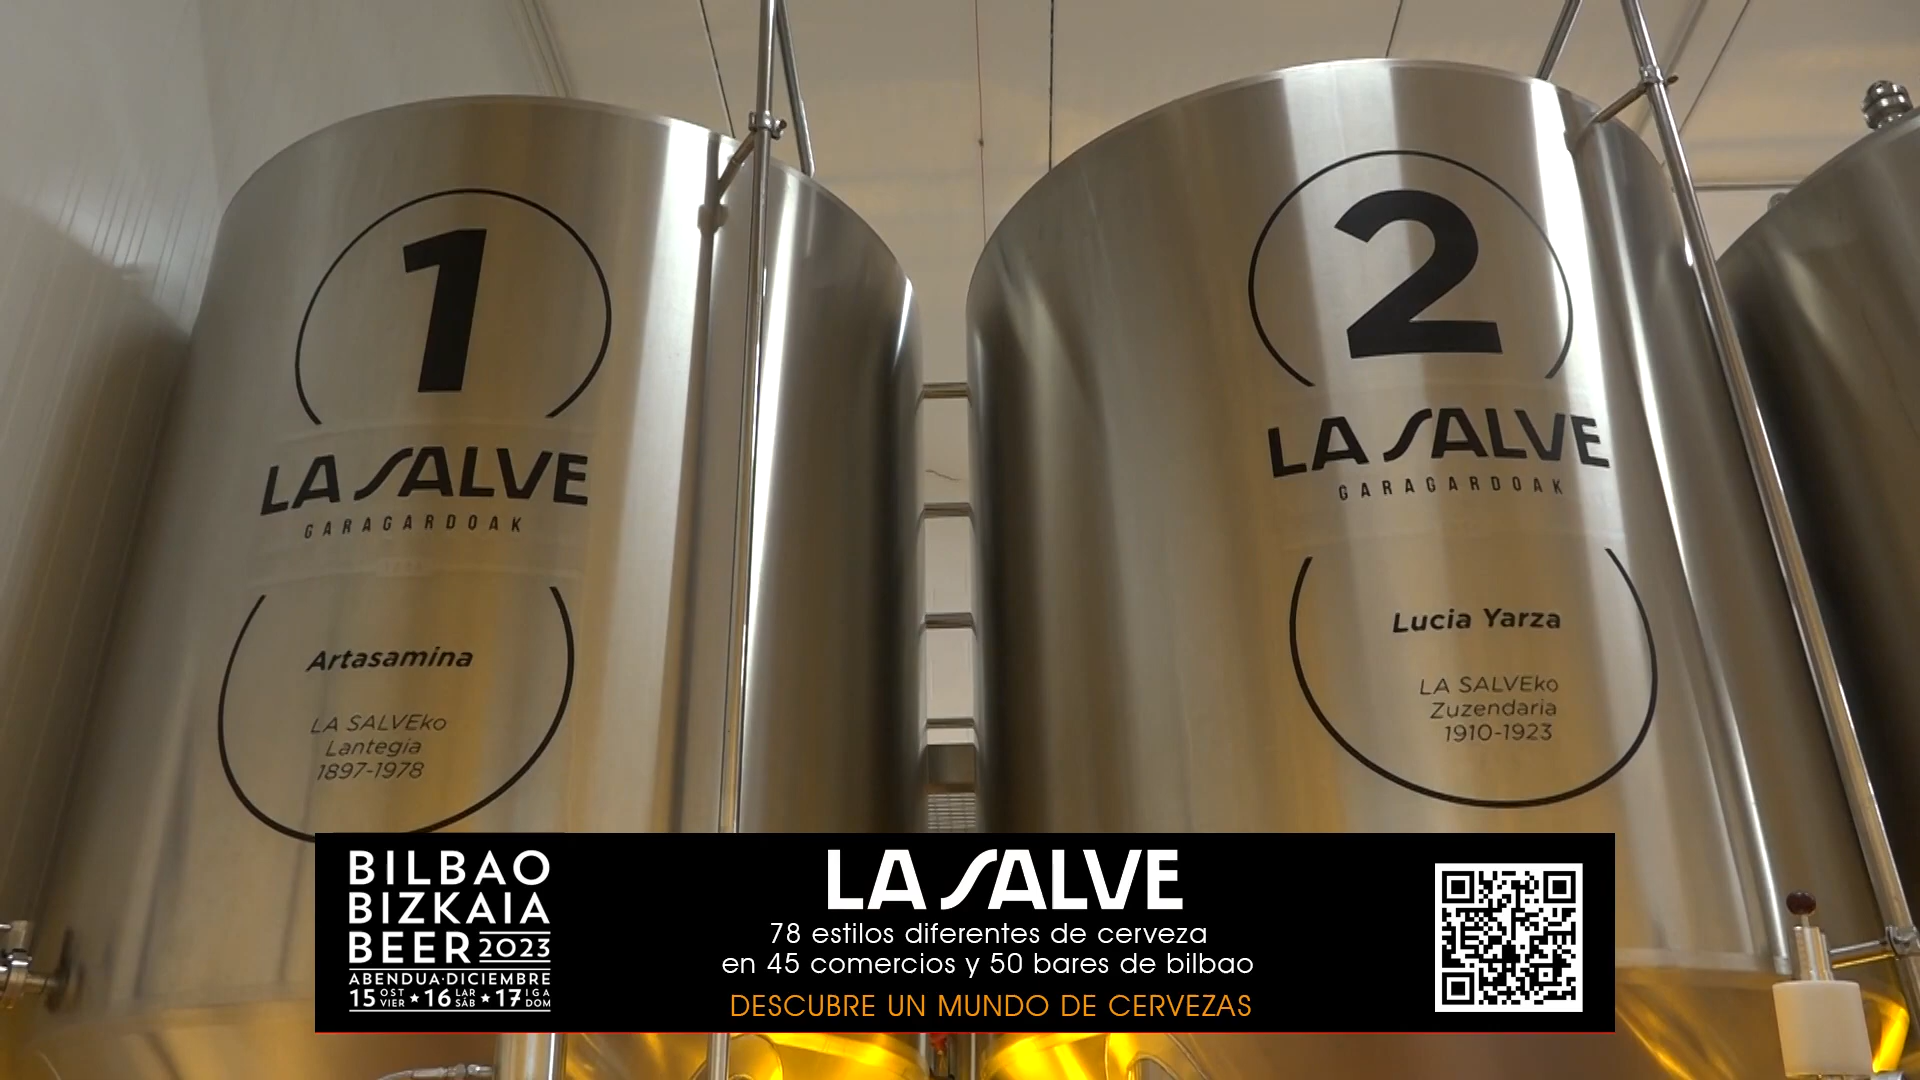 1
LA SALVE
GARAGARDOAK
Artasamina
LA SALVEko
Lantegia
1897-1978
2
LA SALVE
GARAGARDOAK
Lucia Yarza
LA SALVEko
Zuzendaria
1910-1923
BILBAO
BIZKAIA
BEER 2023
ABENDUA·DICIEMBRE
15 OST VIER ★ 16 LAR SÁB ★ 17 IGA DOM
LA SALVE
78 estilos diferentes de cerveza
en 45 comercios y 50 bares de bilbao
DESCUBRE UN MUNDO DE CERVEZAS